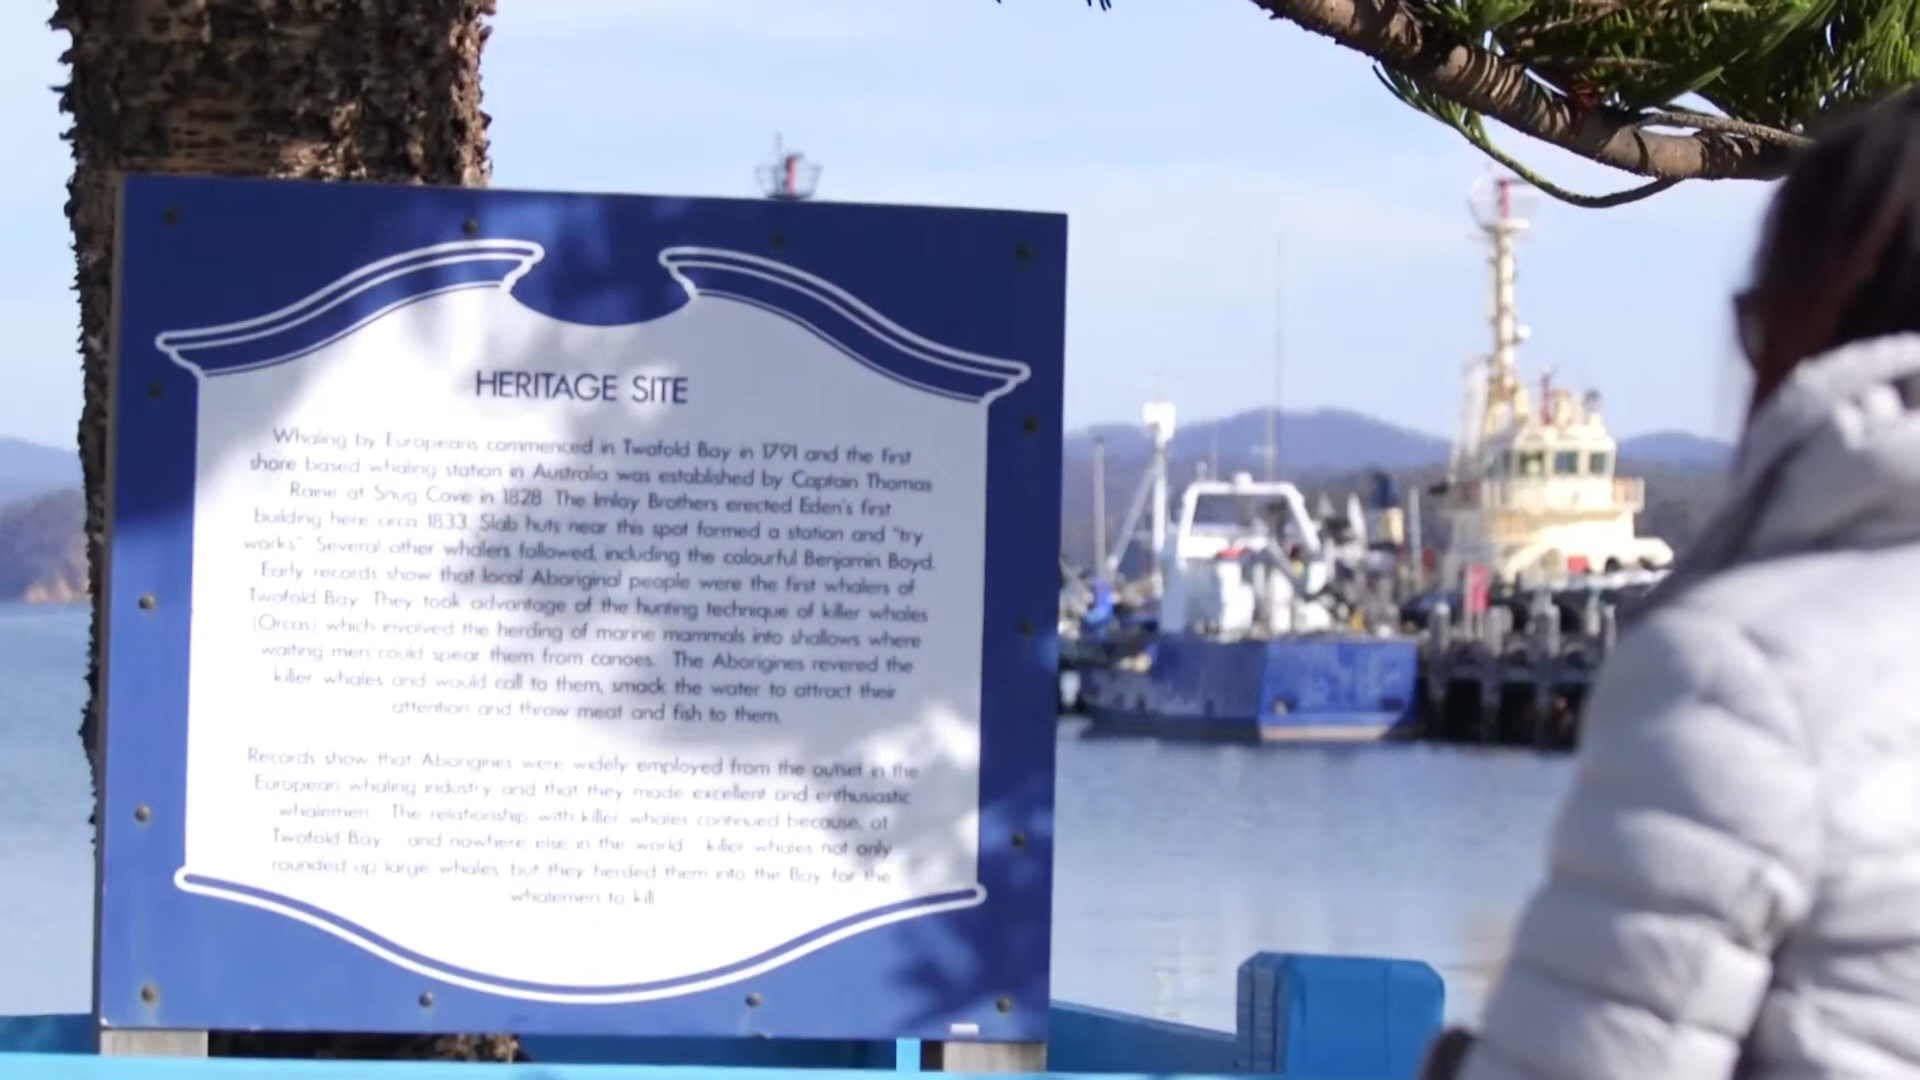 HERITAGE SITE
Whaling by Europeans commenced in Twofold Bay in 1791 and the first
shore based whaling station in Australia was established by Captain Thomas
Raine at Snug Cove in 1828. The Imlay Brothers erected Eden's first
building here circa 1833. Slab huts near this spot formed a station and "try
works". Several other whalers followed, including the colourful Benjamin Boyd.
Early records show that local Aboriginal people were the first whalers of
Twofold Bay. They took advantage of the hunting technique of killer whales
(Orcas) which involved the herding of marine mammals into shallows where
waiting men could spear them from canoes. The Aborigines revered the
killer whales and would call to them, smack the water to attract their
attention and throw meat and fish to them.
Records show that Aborigines were widely employed from the outset in the
European whaling industry and that they made excellent and enthusiastic
whalemen. The relationship with killer whales continued because, at
Twofold Bay and nowhere else in the world killer whales not only
rounded up large whales, but they herded them into the Bay for the
whalemen to kill